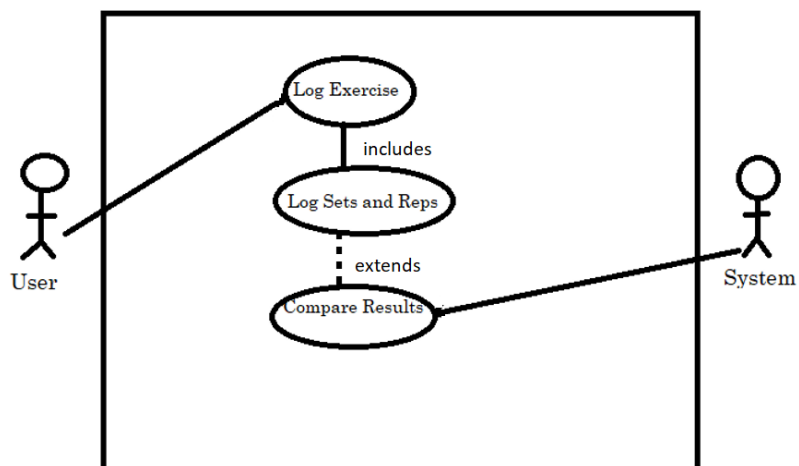 Log Exercise
includes
Log Sets and Reps
extends
Compare Results
User
System